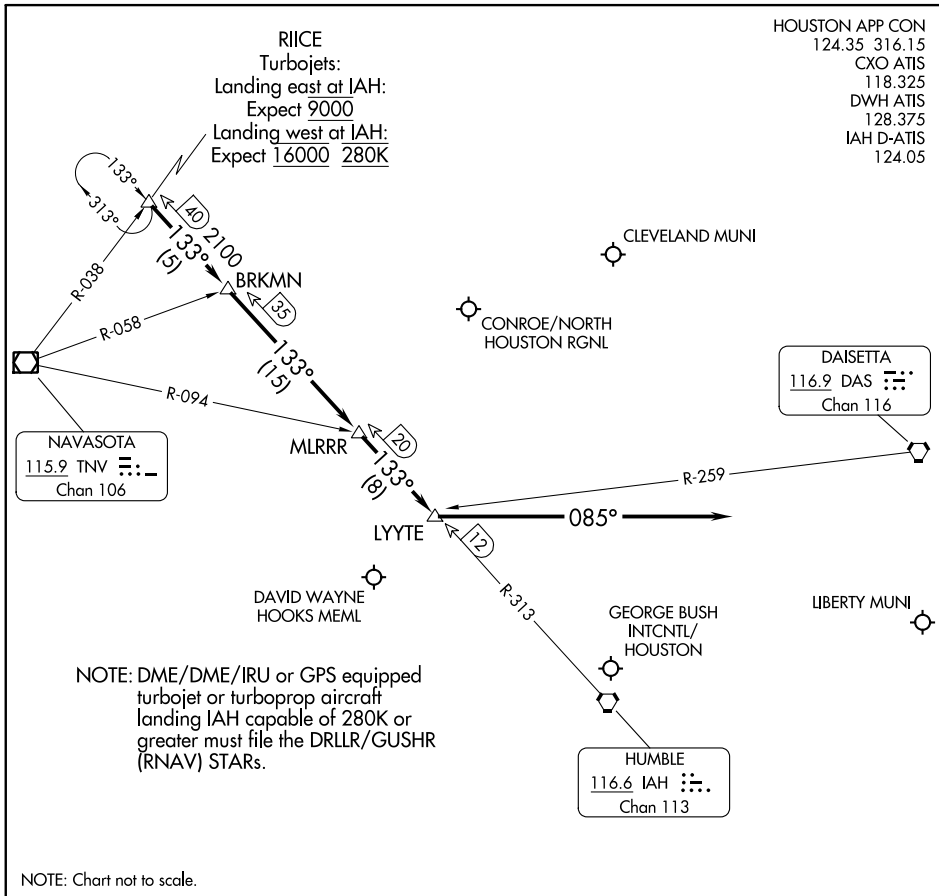 HOUSTON APP CON
124.35 316.15
CXO ATIS
118.325
DWH ATIS
128.375
IAH D-ATIS
124.05
RIICE
Turbojets:
Landing east at IAH:
Expect 9000
Landing west at IAH:
Expect 16000 280K
133°
313°
40
2100
133°
(5)
R-038
BRKMN
35
R-058
133°
(15)
R-094
CLEVELAND MUNI
CONROE/NORTH
HOUSTON RGNL
DAISETTA
116.9 DAS
Chan 116
NAVASOTA
115.9 TNV
Chan 106
MLRRR
20
133°
(8)
R-259
LYYTE
085°
12
R-313
DAVID WAYNE
HOOKS MEML
GEORGE BUSH
INTCNTL/
HOUSTON
LIBERTY MUNI
NOTE: DME/DME/IRU or GPS equipped
turbojet or turboprop aircraft
landing IAH capable of 280K or
greater must file the DRLLR/GUSHR
(RNAV) STARs.
HUMBLE
116.6 IAH
Chan 113
NOTE: Chart not to scale.